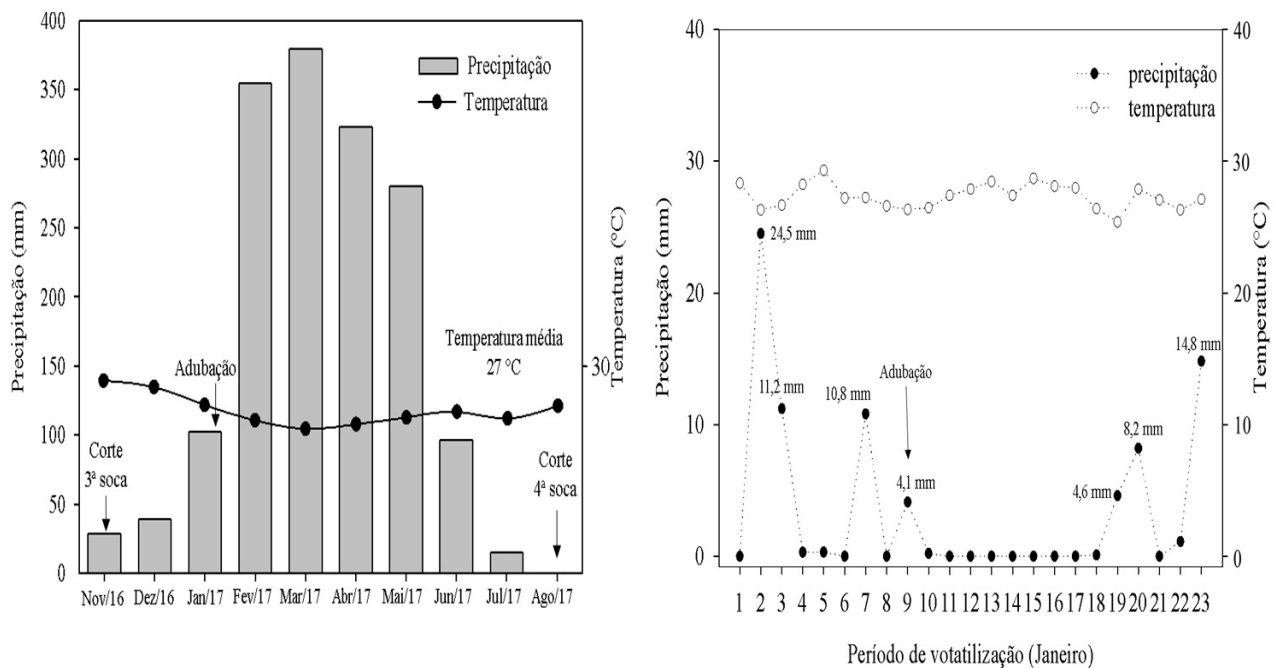 400
350
300
250
200
150
100
50
0
Precipitação (mm)
Precipitação
Temperatura
Adubação
Temperatura média
27 °C
Corte
3ª soca
Corte
4ª soca
30
Temperatura (°C)
Nov/16 Dez/16 Jan/17 Fev/17 Mar/17 Abr/17 Mai/17 Jun/17 Jul/17 Ago/17
40
30
20
10
0
Precipitação (mm)
precipitação
temperatura
24,5 mm
11,2 mm
10,8 mm
Adubação
4,1 mm
4,6 mm
8,2 mm
14,8 mm
40
30
20
10
0
Temperatura (°C)
1 2 3 4 5 6 7 8 9 10 11 12 13 14 15 16 17 18 19 20 21 22 23
Período de votatilização (Janeiro)